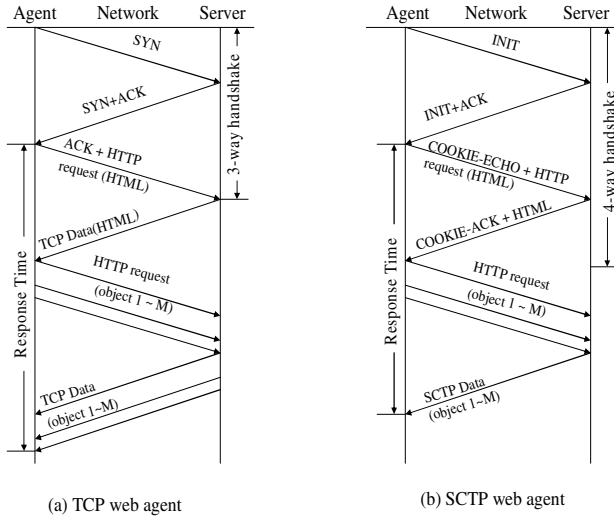 Agent Network Server
SYN
SYN+ACK
ACK + HTTP
request (HTML)
TCP Data(HTML)
HTTP request
(object 1 ~ M)
TCP Data
(object 1~M)
3-way handshake
Response Time
(a) TCP web agent
Agent Network Server
INIT
INIT+ACK
COOKIE-ECHO + HTTP
request (HTML)
COOKIE-ACK + HTML
HTTP request
(object 1 ~ M)
SCTP Data
(object 1~M)
4-way handshake
Response Time
(b) SCTP web agent